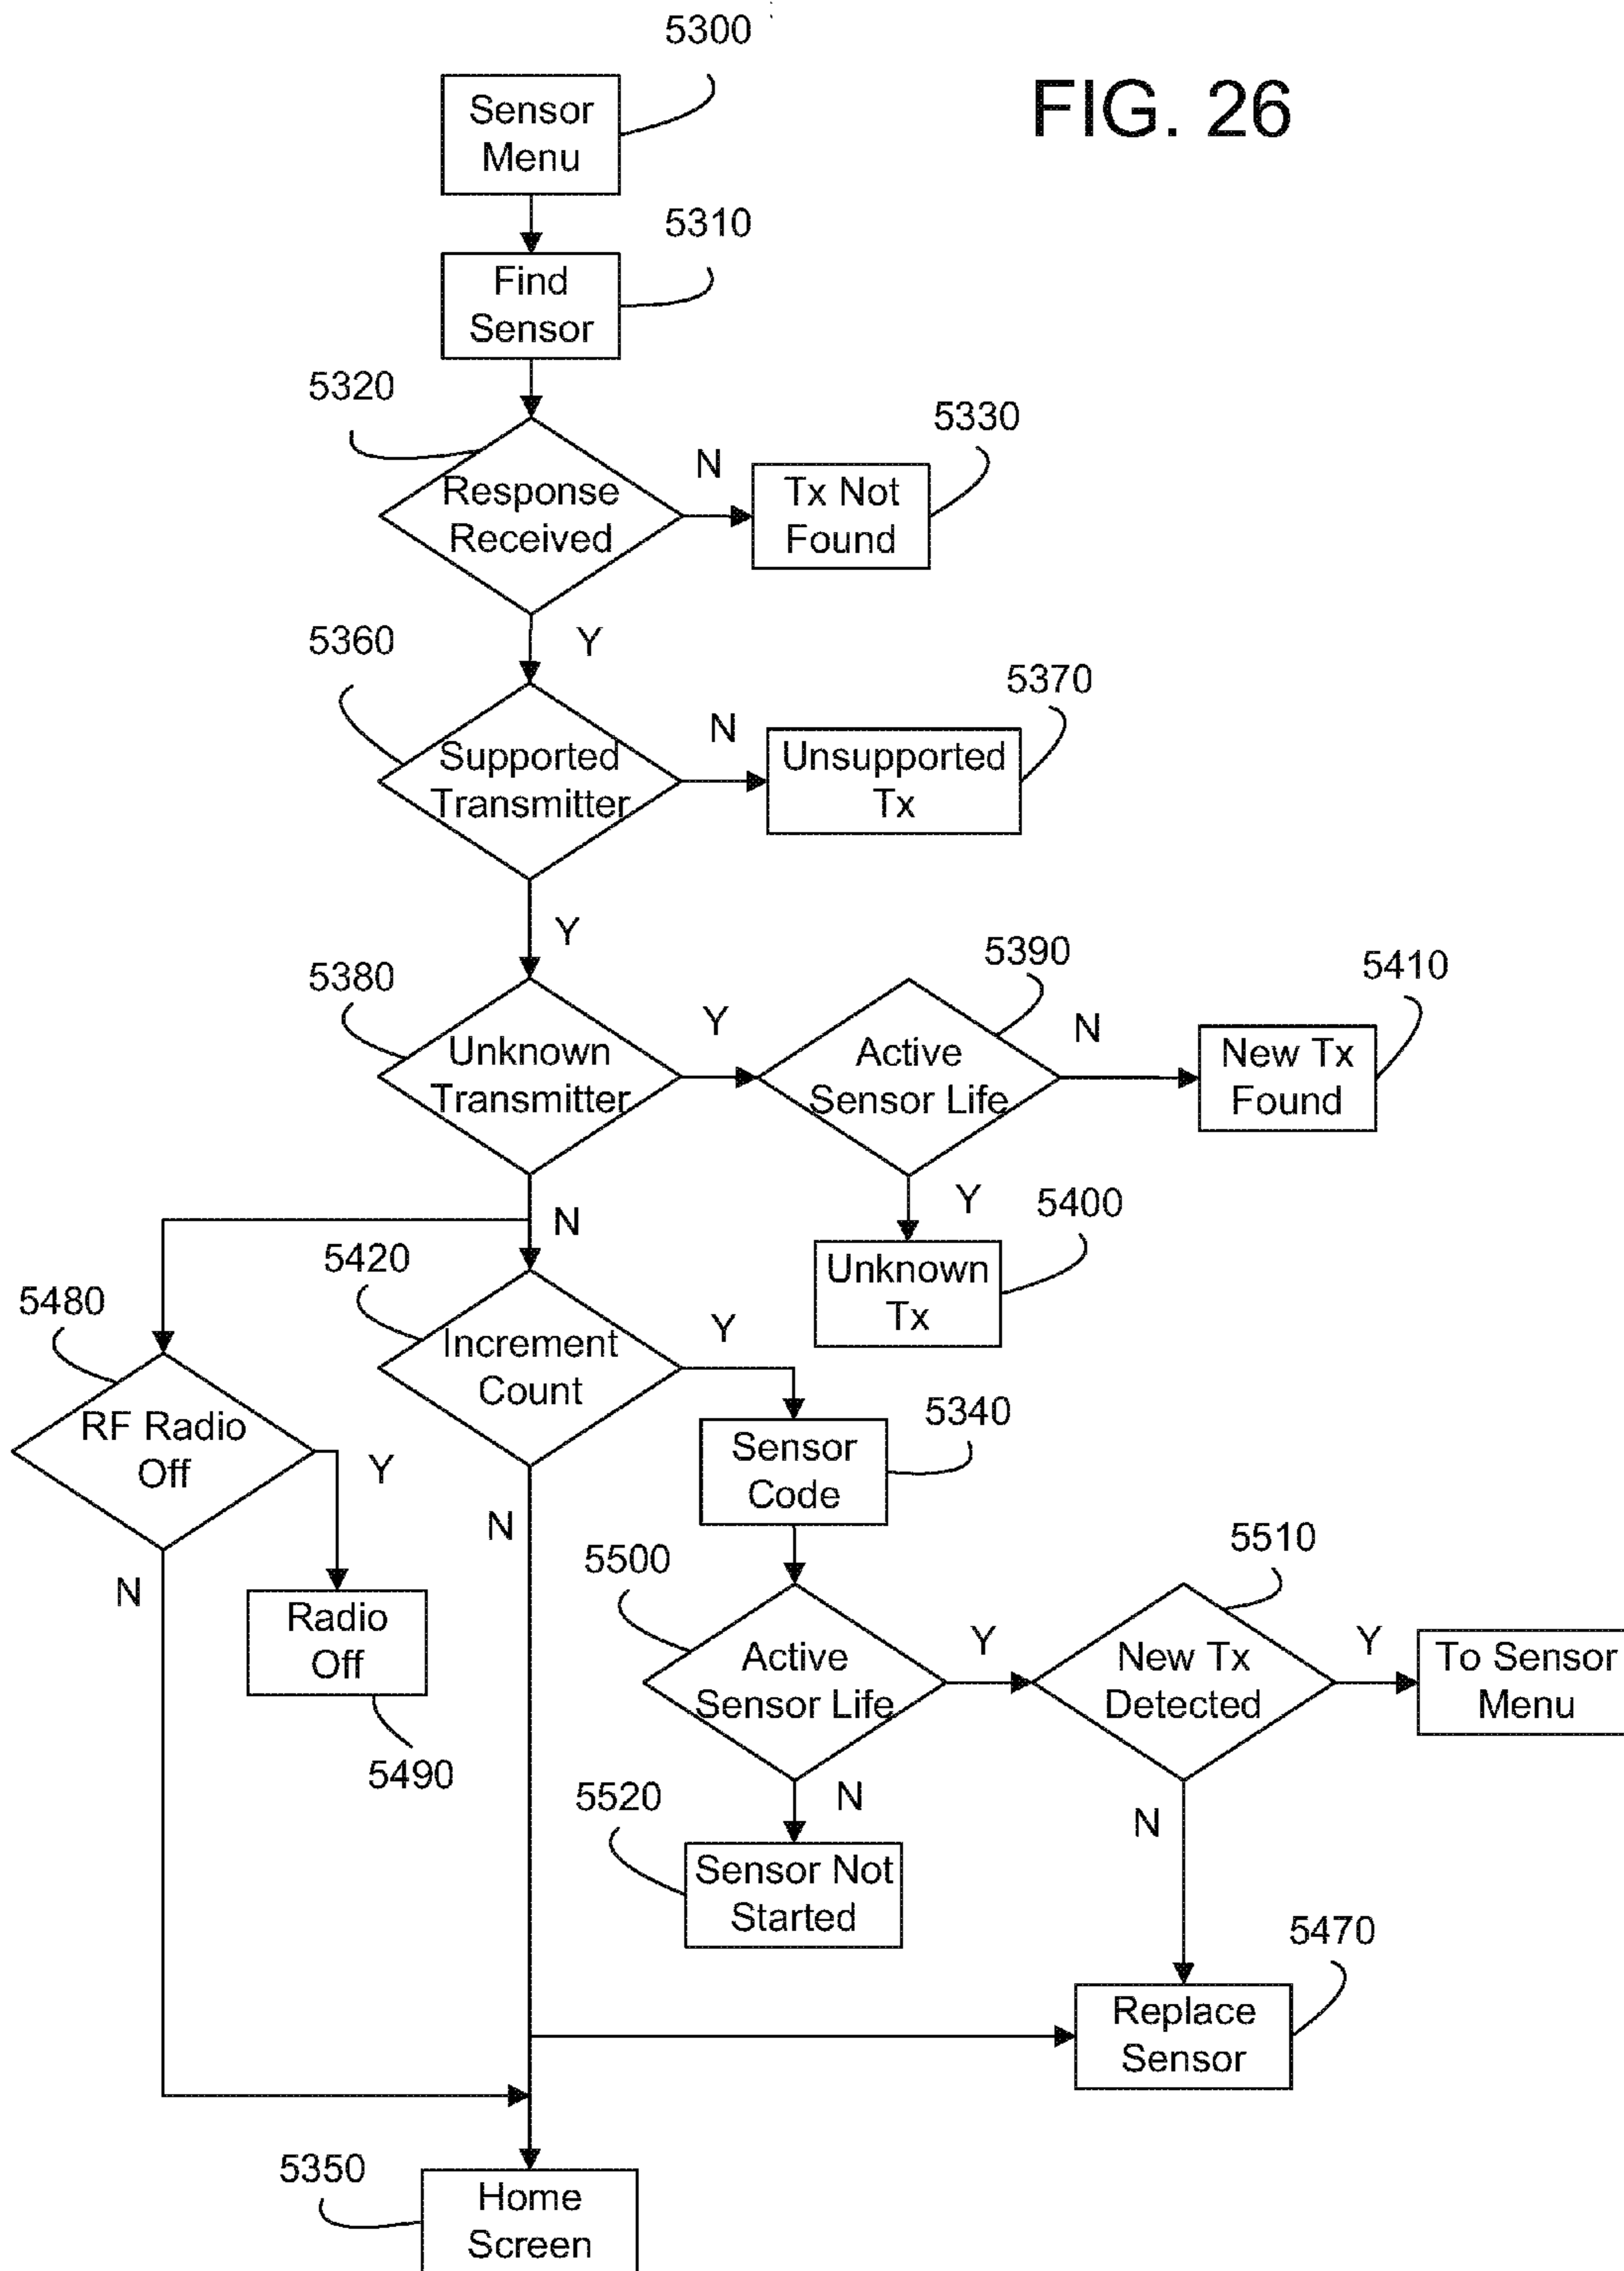 5300
FIG. 26
Sensor
Menu
5310
Find
Sensor
5320
5330
Response
Received
N
Tx Not
Found
Y
5360
5370
Supported
Transmitter
N
Unsupported
Tx
Y
5380
5390
5410
Unknown
Transmitter
Y
Active
Sensor Life
N
New Tx
Found
N
Y
5400
Unknown
Tx
5480
5420
RF Radio
Off
Y
Increment
Count
Y
5340
Sensor
Code
N
N
Radio
Off
5490
5500
5510
Active
Sensor Life
Y
New Tx
Detected
Y
To Sensor
Menu
N
5520
Sensor Not
Started
N
5470
Replace
Sensor
5350
Home
Screen